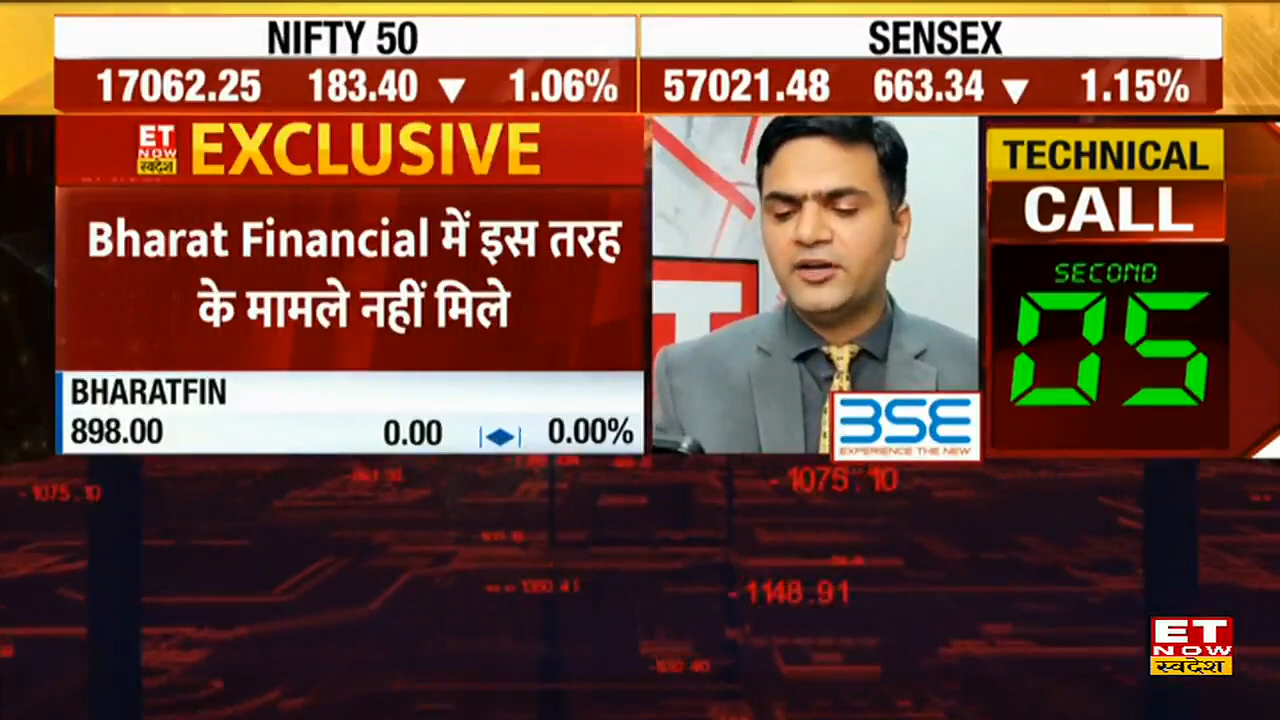 NIFTY 50
17062.25 183.40 ▼ 1.06%
SENSEX
57021.48 663.34 ▼ 1.15%
ET NOW स्वदेश EXCLUSIVE
Bharat Financial में इस तरह
के मामले नहीं मिले
BHARATFIN
898.00 0.00 0.00%
BSE
EXPERIENCE THE NEW
TECHNICAL
CALL
SECOND
05
-1075.10
-1075.10
-1148.91
ET
NOW
स्वदेश